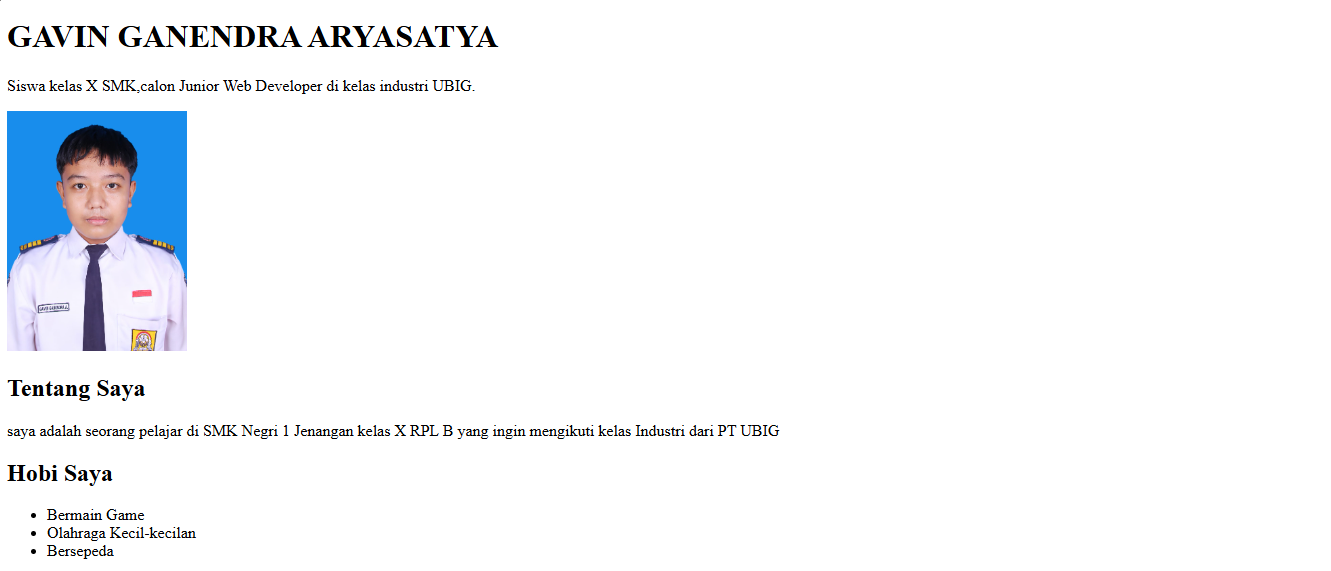 GAVIN GANENDRA ARYASATYA
Siswa kelas X SMK,calon Junior Web Developer di kelas industri UBIG.
Tentang Saya
saya adalah seorang pelajar di SMK Negri 1 Jenangan kelas X RPL B yang ingin mengikuti kelas Industri dari PT UBIG
Hobi Saya
Bermain Game
Olahraga Kecil-kecilan
Bersepeda